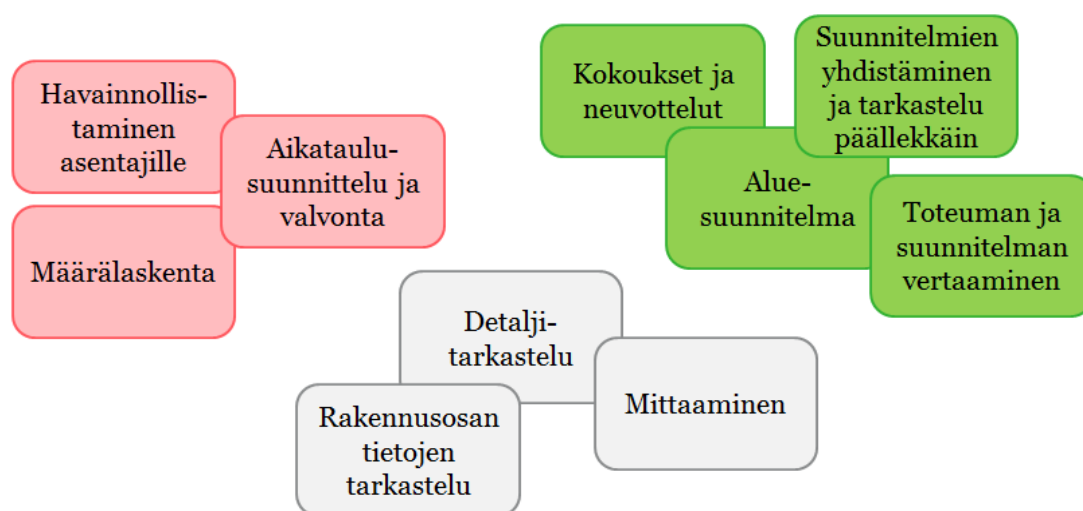 Havainnollis-
taminen
asentajille
Aikataulu-
suunnittelu ja
valvonta
Määrälaskenta
Kokoukset ja
neuvottelut
Suunnitelmien
yhdistäminen
ja tarkastelu
päällekkäin
Alue-
suunnitelma
Toteuman ja
suunnitelman
vertaaminen
Detalji-
tarkastelu
Mittaaminen
Rakennusosan
tietojen
tarkastelu